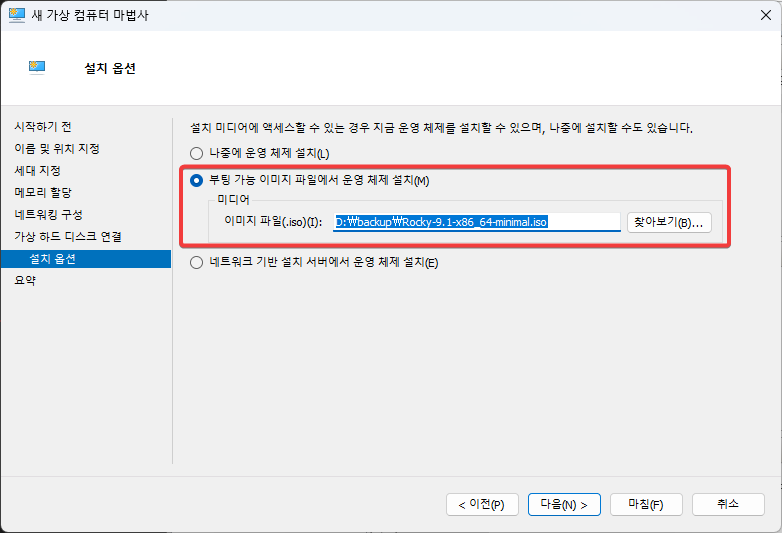 새 가상 컴퓨터 마법사
설치 옵션
시작하기 전
이름 및 위치 지정
세대 지정
메모리 할당
네트워킹 구성
가상 하드 디스크 연결
설치 옵션
요약
설치 미디어에 액세스할 수 있는 경우 지금 운영 체제를 설치할 수 있으며, 나중에 설치할 수도 있습니다.
나중에 운영 체제 설치(L)
부팅 가능 이미지 파일에서 운영 체제 설치(M)
미디어
이미지 파일(.iso)(I): D:₩backup₩Rocky-9.1-x86_64-minimal.iso 찾아보기(B)...
네트워크 기반 설치 서버에서 운영 체제 설치(E)
< 이전(P) 다음(N) > 마침(F) 취소